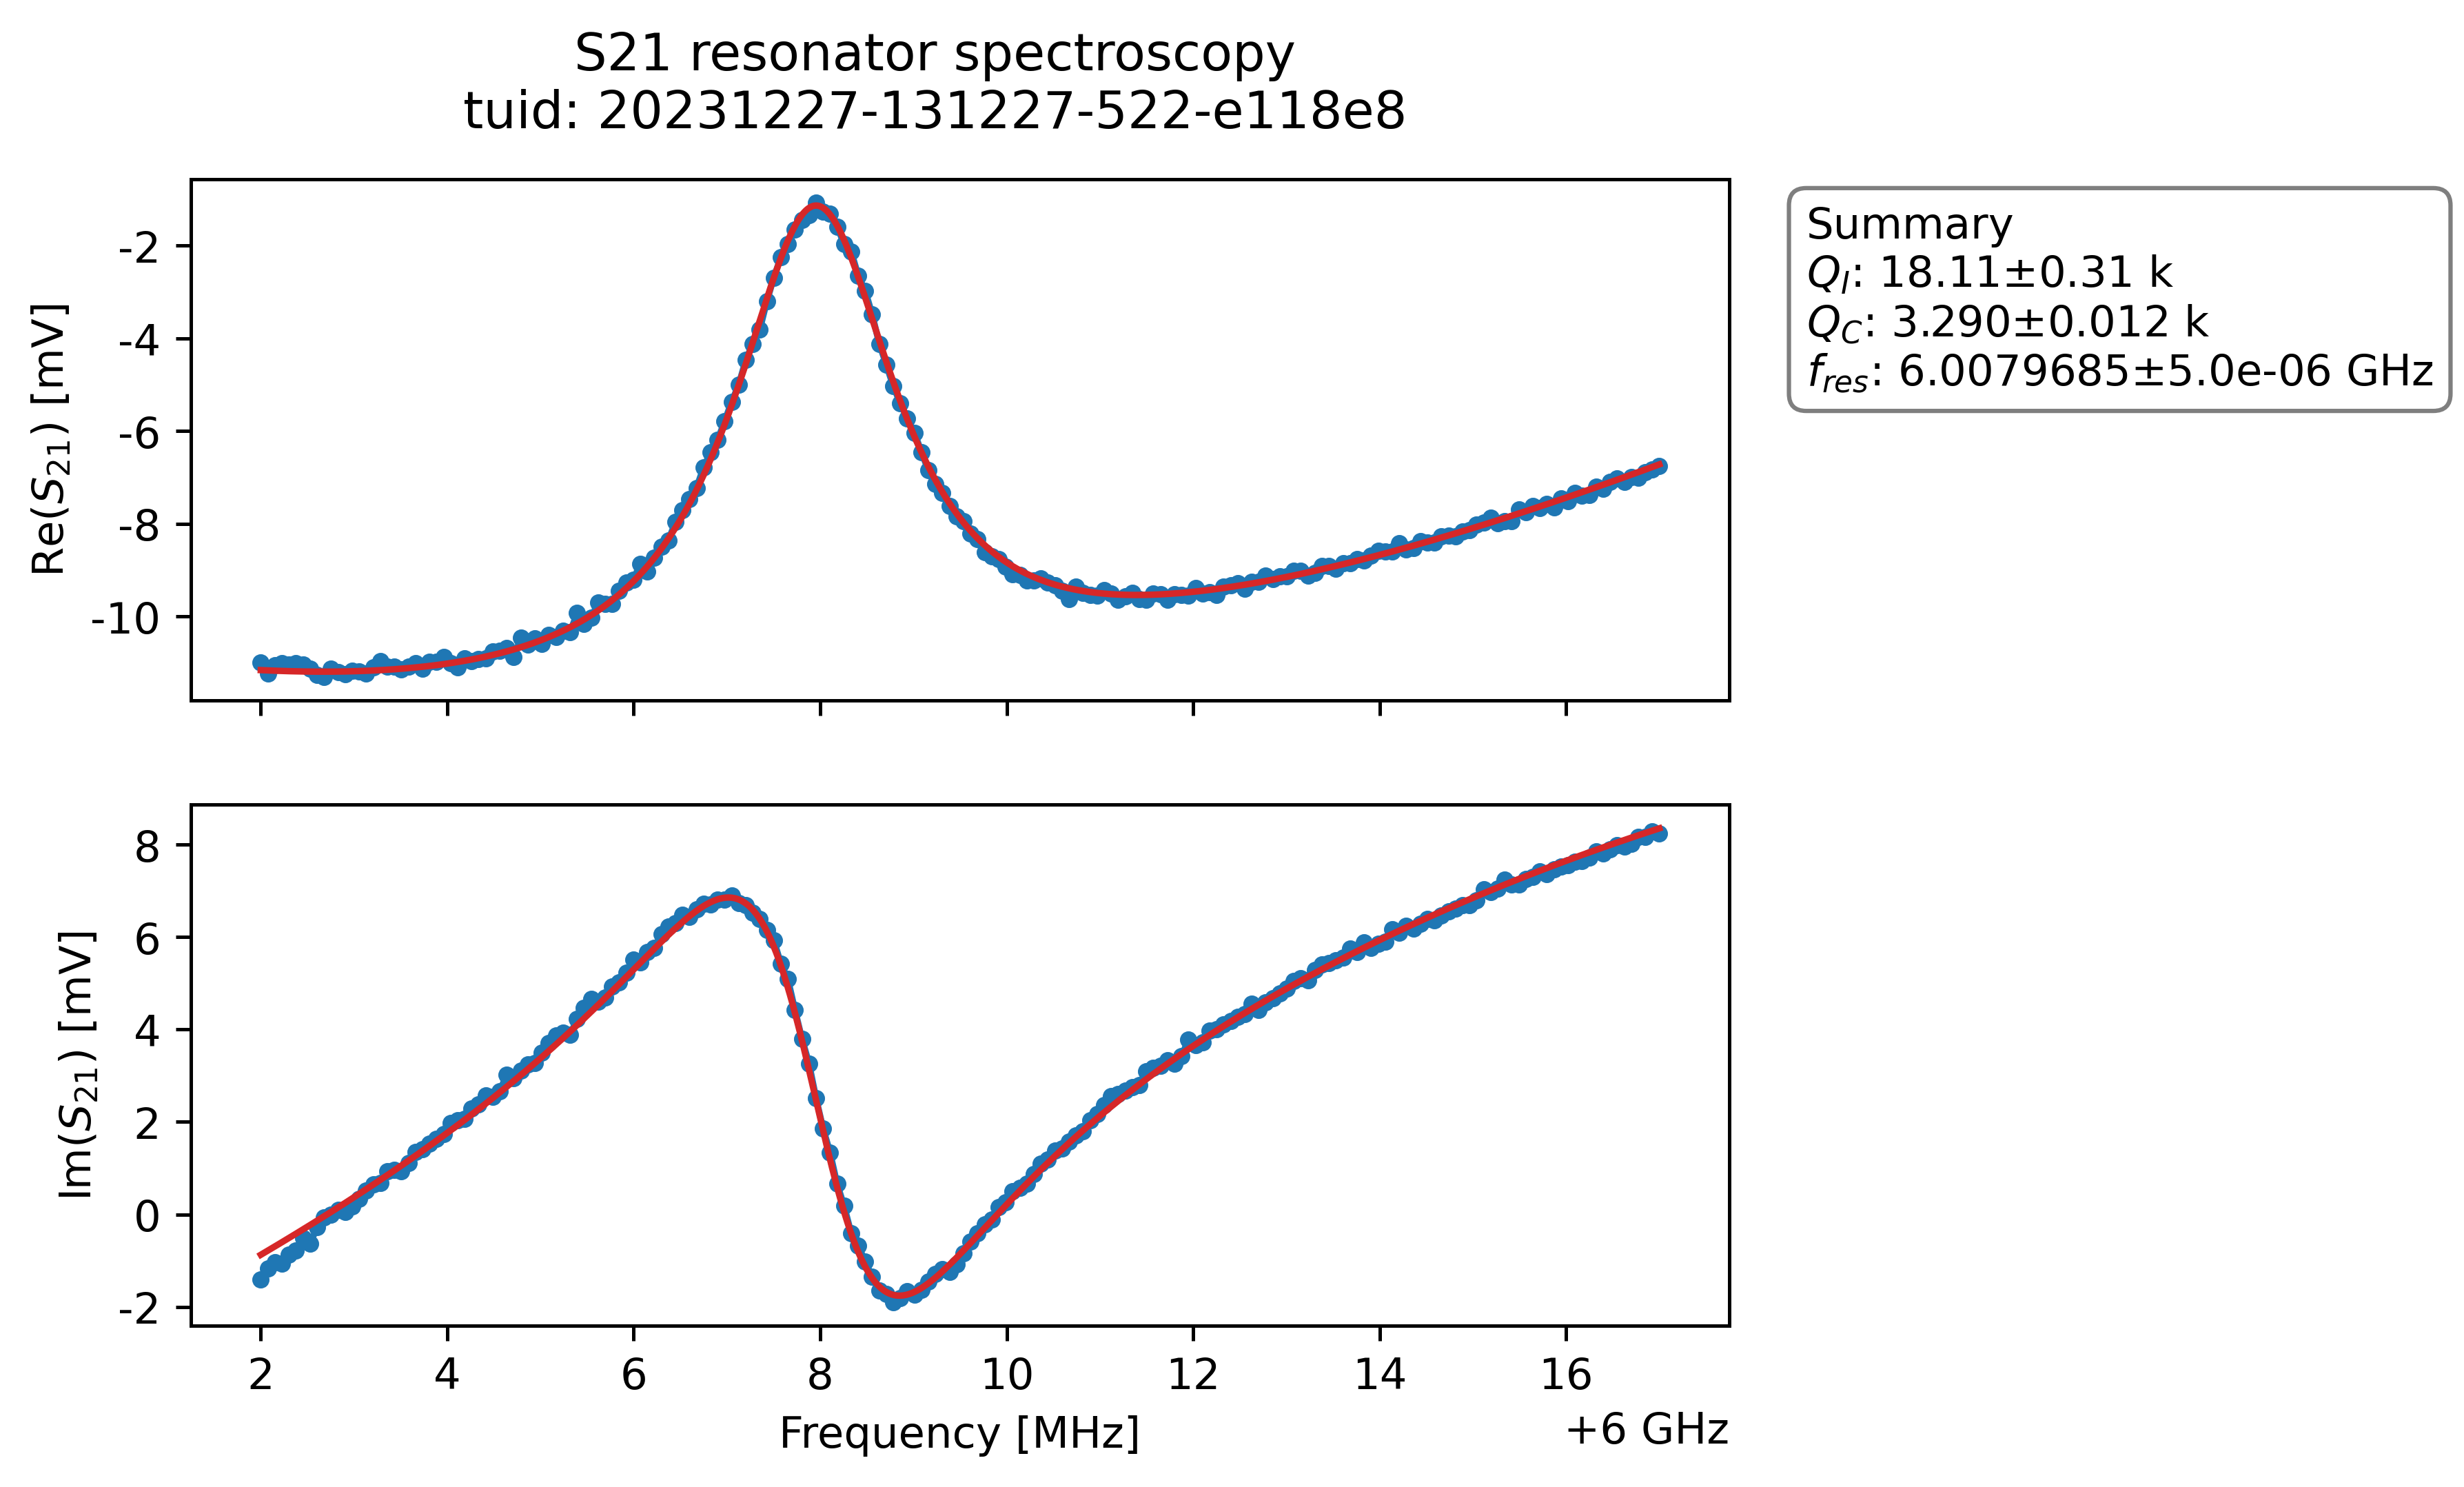 S21 resonator spectroscopy
tuid: 20231227-131227-522-e118e8
Re(S₂₁) [mV]
-2
-4
-6
-8
-10
Summary
Q_I: 18.11±0.31 k
Q_C: 3.290±0.012 k
f_res: 6.0079685±5.0e-06 GHz
Im(S₂₁) [mV]
8
6
4
2
0
-2
2 4 6 8 10 12 14 16
Frequency [MHz]
+6 GHz